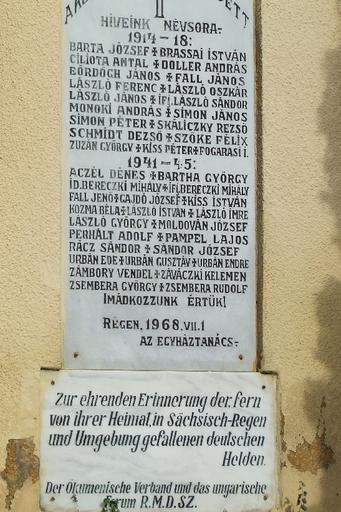 II
HÍVEINK NÉVSORA:
1914-18:
BARTA JÓZSEF✠BRASSAI ISTVÁN
CILIOTA ANTAL✠DOLLER ANDRÁS
BÖRDÖGH JÁNOS✠FALL JÁNOS
LÁSZLÓ FERENC✠LÁSZLÓ OSZKÁR
LÁSZLÓ JÁNOS✠IFJ.LÁSZLÓ SÁNDOR
MONOKI ANDRÁS✠SIMON JÁNOS
SIMON PÉTER✠SKALICZKY REZSŐ
SCHMIDT DEZSŐ✠SZŐKE FÉLIX
ZUZÁN GYÖRGY✠KISS PÉTER✠FOGARASI I.
1941-45:
ACZÉL DÉNES✠BARTHA GYÖRGY
ID.BERECZKI MIHÁLY✠IFJ.BERECZKI MIHÁLY
FALL JENŐ✠GAJDÓ JÓZSEF✠KISS ISTVÁN
KOZMA BÉLA✠LÁSZLÓ ISTVÁN✠LÁSZLÓ IMRE
LÁSZLÓ GYÖRGY✠MOLDOVÁN JÓZSEF
PERHÁLT ADOLF✠PAMPEL LAJOS
RÁCZ SÁNDOR✠SÁNDOR JÓZSEF
URBÁN EDE✠URBÁN GUSZTÁV✠URBÁN ENDRE
ZÁMBORY VENDEL✠ZÁVÁCZKI KELEMEN
ZSEMBERA GYÖRGY✠ZSEMBERA RUDOLF
IMÁDKOZZUNK ÉRTÜK!
RÉGEN, 1968.VII.1
AZ EGYHÁZTANÁCS.-
Zur ehrenden Erinnerung der, fern
von ihrer Heimat, in Sächsisch-Regen
und Umgebung gefallenen deutschen
Helden.
Der Ökumenische Verband und das ungarische
Forum R.M.D.SZ.